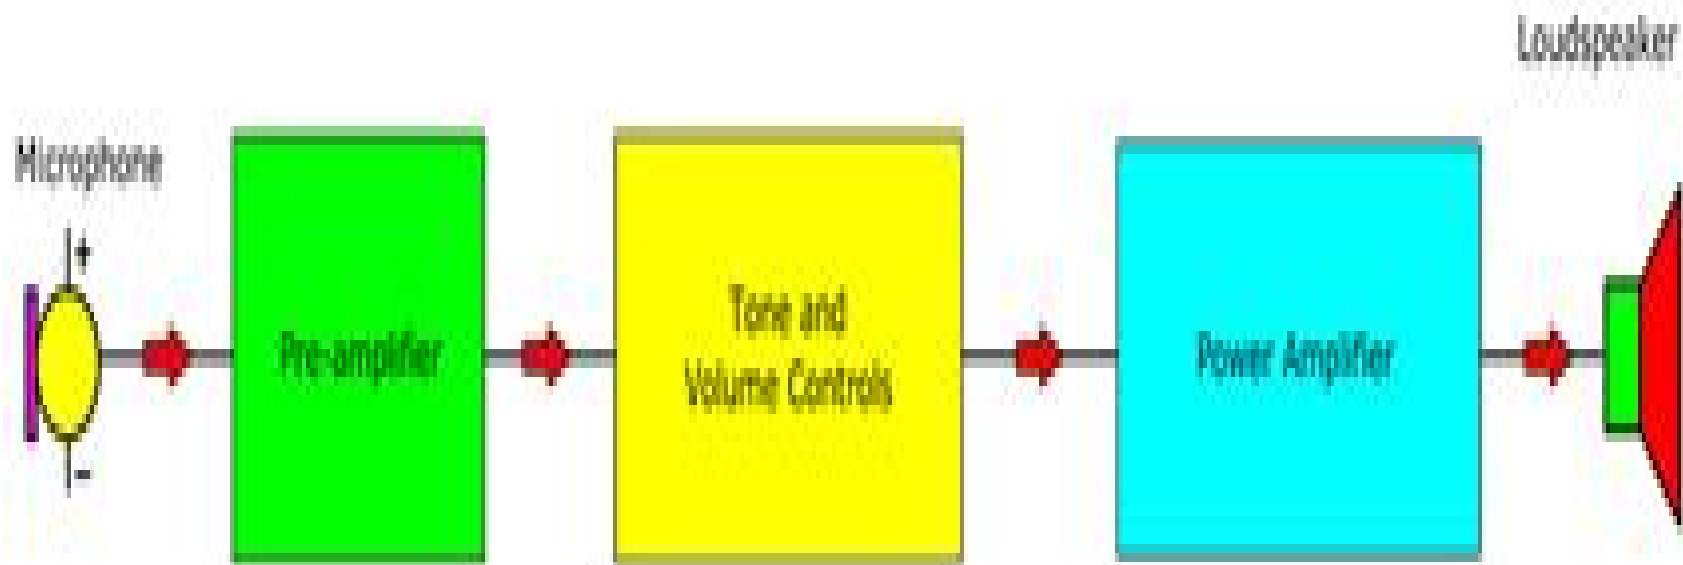 Microphone
+
-
Pre-amplifier
Tone and
Volume Controls
Power Amplifier
Loudspeaker